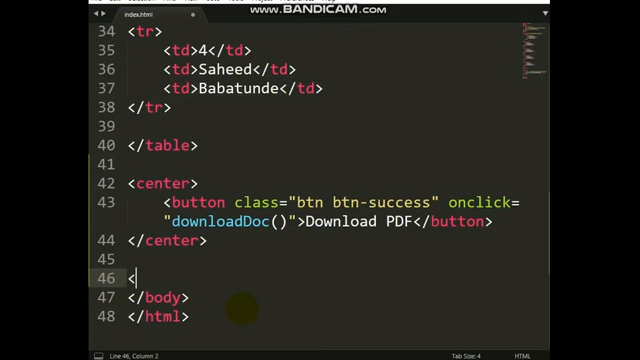 www.BANDICAM.com
index.html
34 <tr>
35 <td>4</td>
36 <td>Saheed</td>
37 <td>Babatunde</td>
38 </tr>
39
40 </table>
41
42 <center>
43 <button class="btn btn-success" onclick=
"downloadDoc()">Download PDF</button>
44 </center>
45
46 <
47 </body>
48 </html>
Line 46, Column 2 Tab Size: 4 HTML